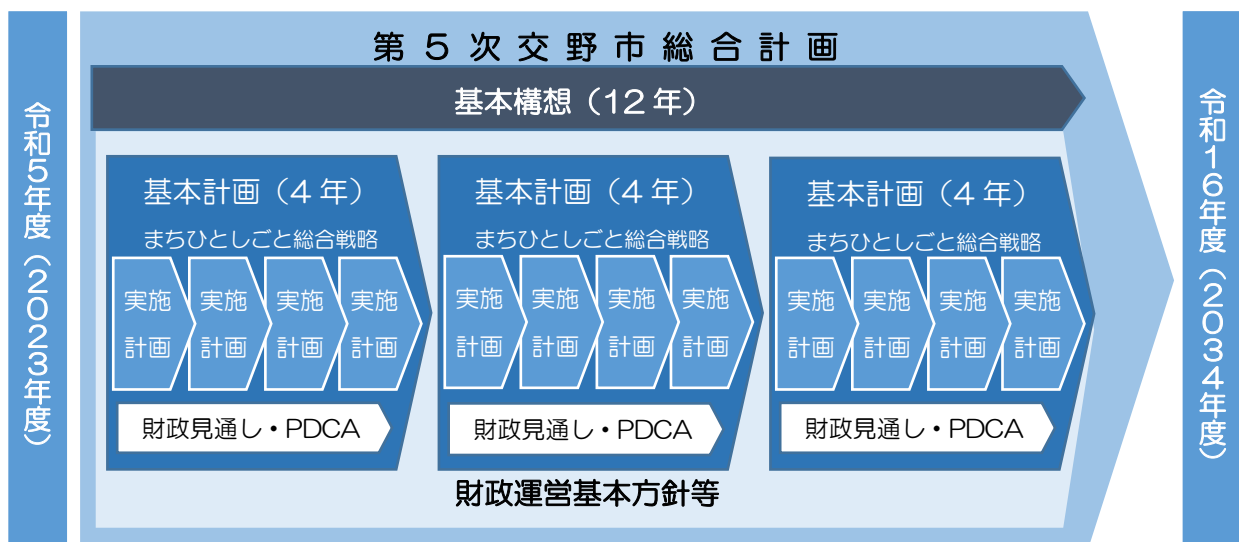 令和5年度（2023年度）
第5次交野市総合計画
基本構想（12年）
基本計画（4年）
まちひとしごと総合戦略
実施
計画
実施
計画
実施
計画
実施
計画
財政見通し・PDCA
基本計画（4年）
まちひとしごと総合戦略
実施
計画
実施
計画
実施
計画
実施
計画
財政見通し・PDCA
基本計画（4年）
まちひとしごと総合戦略
実施
計画
実施
計画
実施
計画
実施
計画
財政見通し・PDCA
財政運営基本方針等
令和16年度（2034年度）